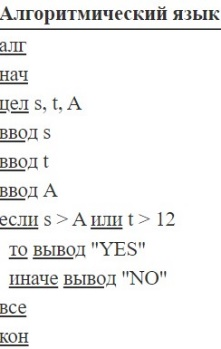 Алгоритмический язык
алг
нач
цел s, t, A
ввод s
ввод t
ввод A
если s > A или t > 12
то вывод "YES"
иначе вывод "NO"
все
кон